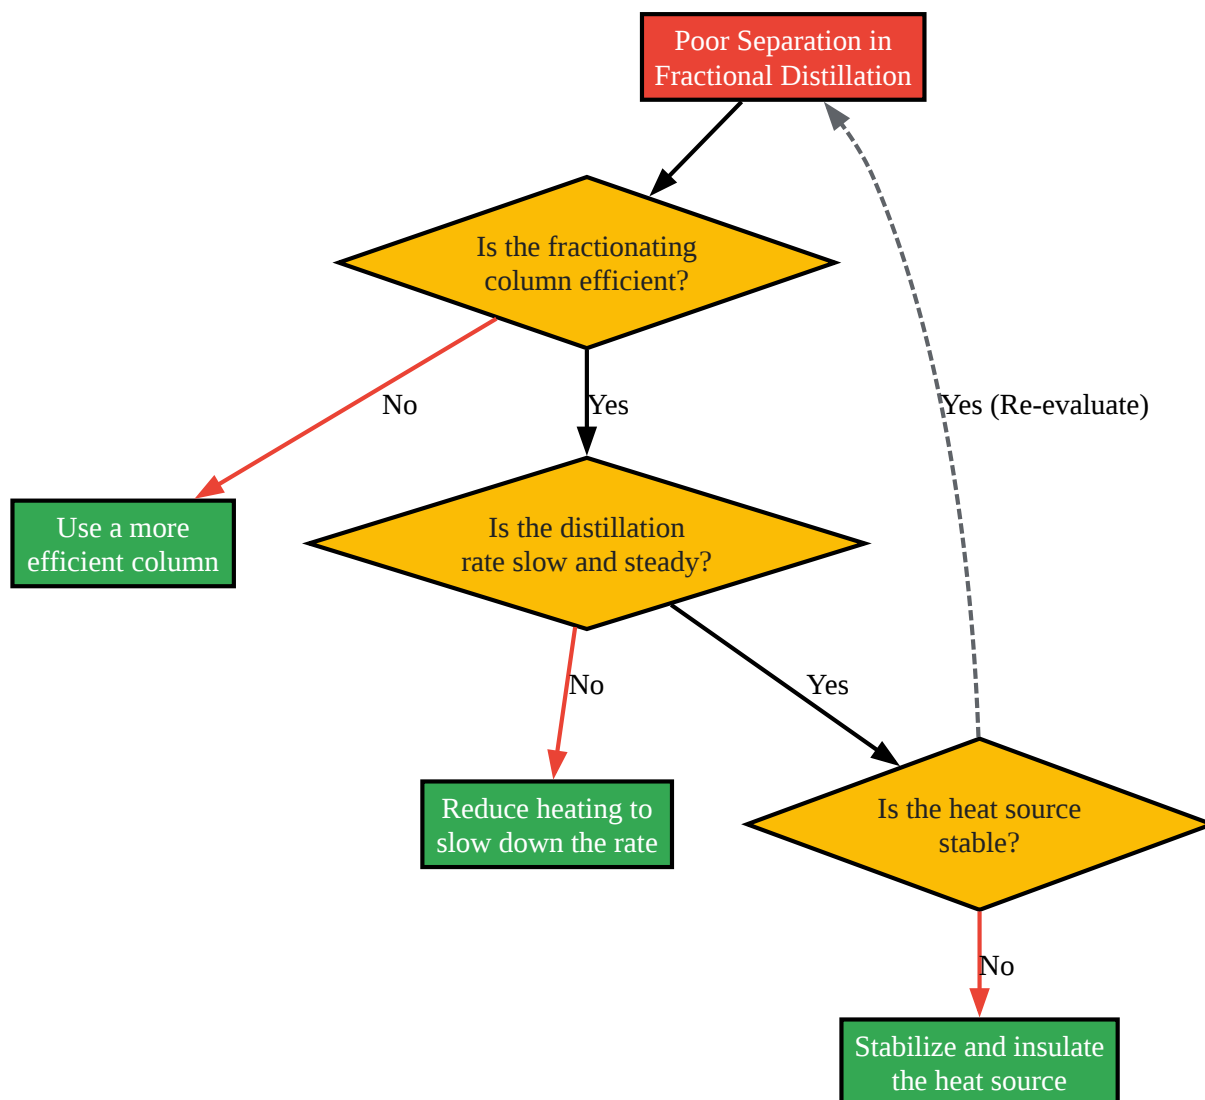 Poor Separation in
Fractional Distillation
Is the fractionating
column efficient?
No
Yes
Yes (Re-evaluate)
Use a more
efficient column
Is the distillation
rate slow and steady?
No
Yes
Reduce heating to
slow down the rate
Is the heat source
stable?
No
Stabilize and insulate
the heat source